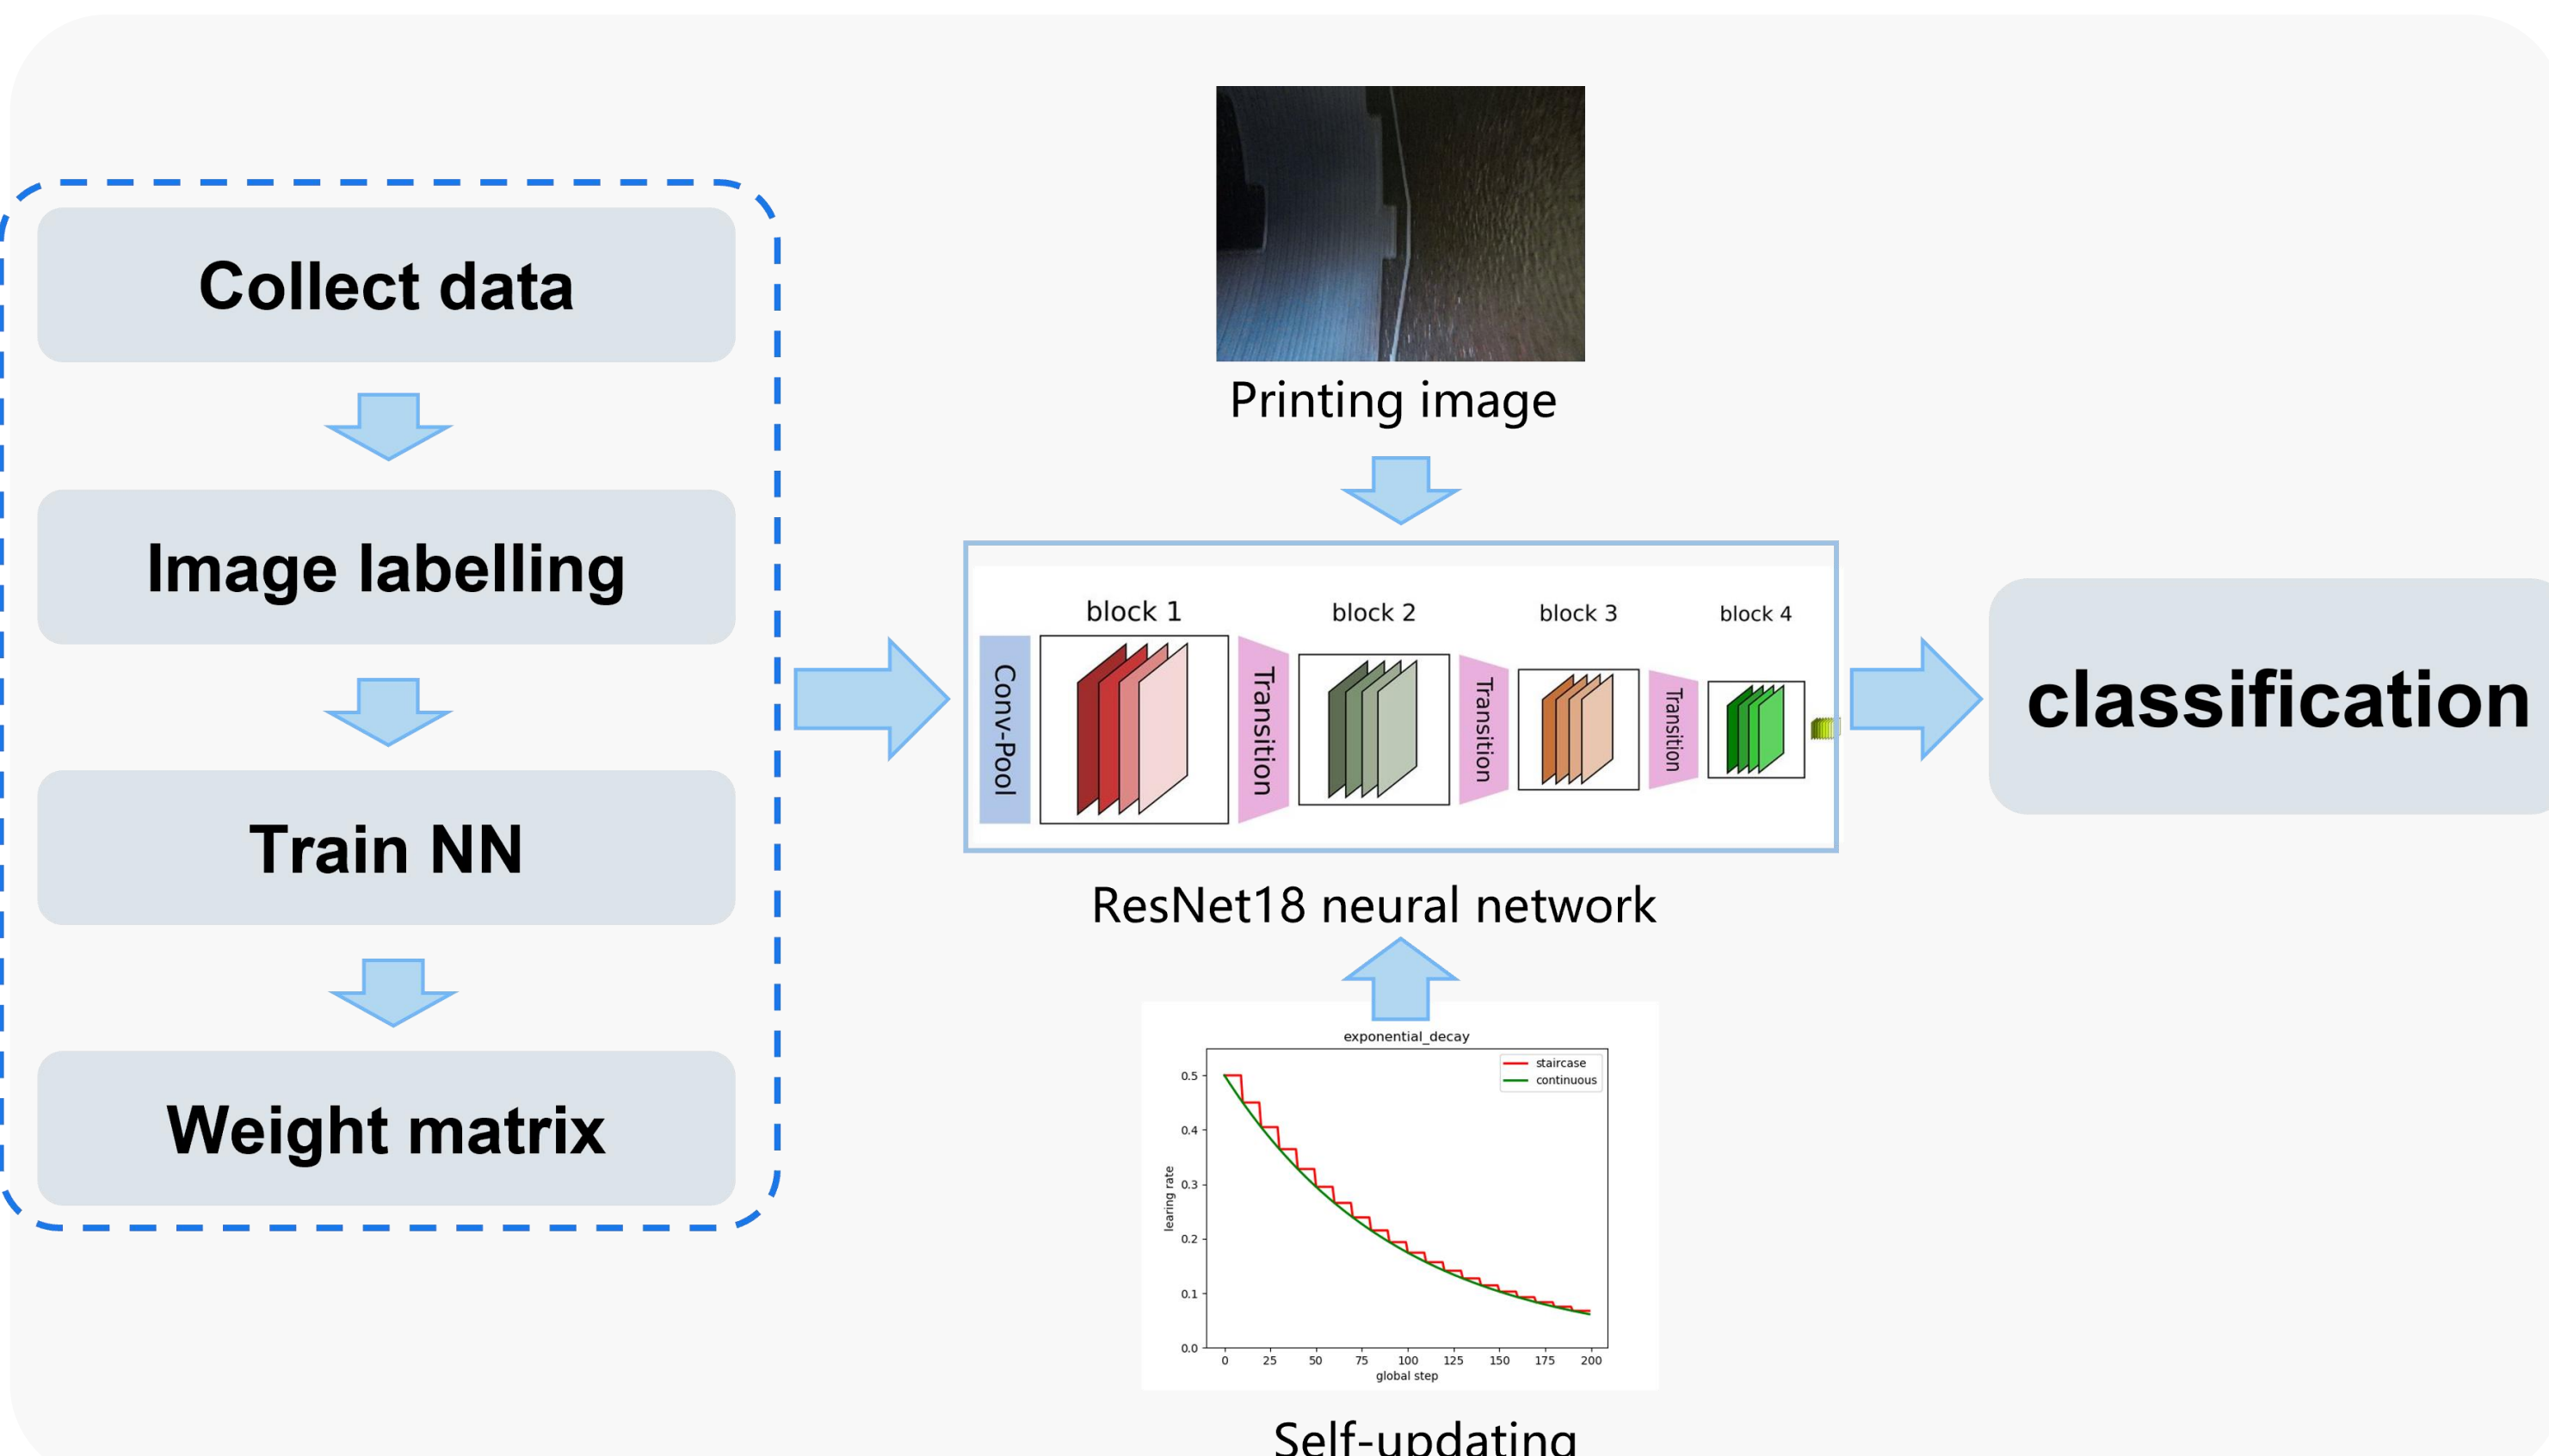 Collect data
Image labelling
Train NN
Weight matrix
Printing image
block 1
block 2
block 3
block 4
Conv-Pool
Transition
Transition
Transition
ResNet18 neural network
classification
exponential_decay
staircase
continuous
0.5
0.4
0.3
0.2
0.1
0.0
learing rate
0 25 50 75 100 125 150 175 200
global step
Self-updating